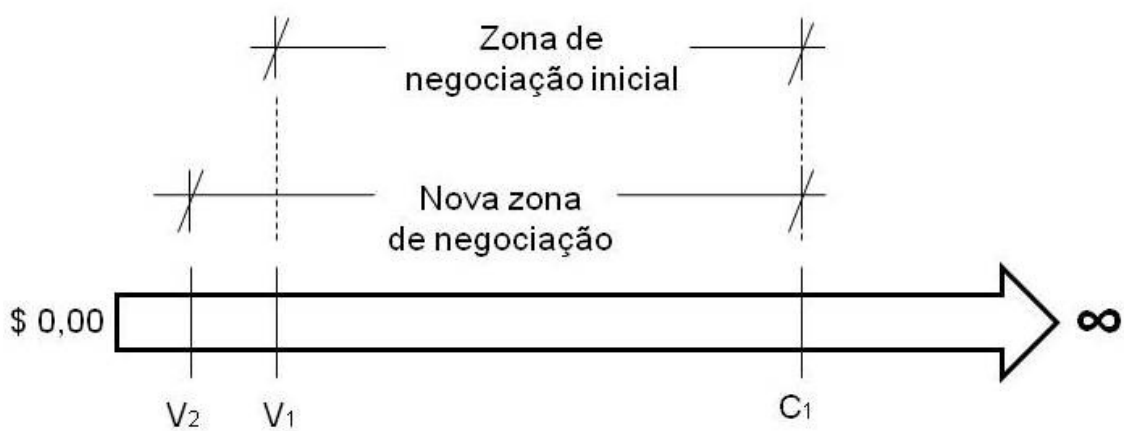 Zona de
negociação inicial
Nova zona
de negociação
$ 0,00 ∞
V2 V1 C1